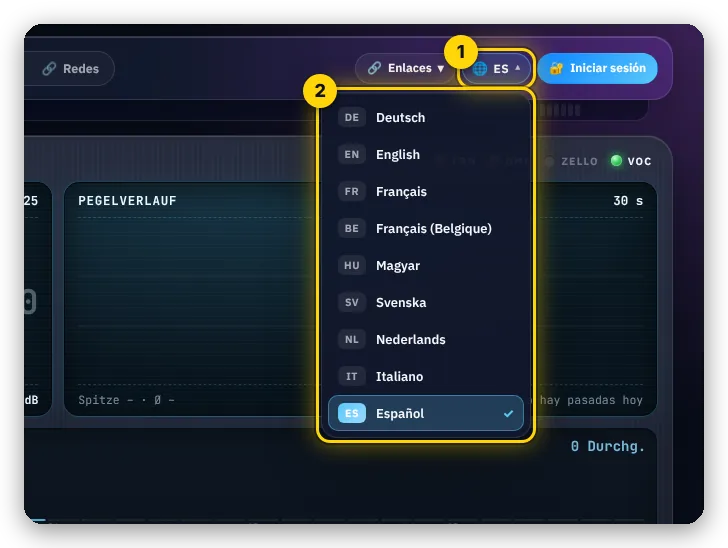 1
🔗 Redes
🔗 Enlaces ▼
🌐 ES ▲
🔐 Iniciar sesión
2
DE Deutsch
EN English
FR Français
BE Français (Belgique)
HU Magyar
SV Svenska
NL Nederlands
IT Italiano
ES Español ✓
ZELLO
VOC
25
PEGELVERLAUF
30 s
0
dB
Spitze – · Ø –
hay pasadas hoy
0 Durchg.